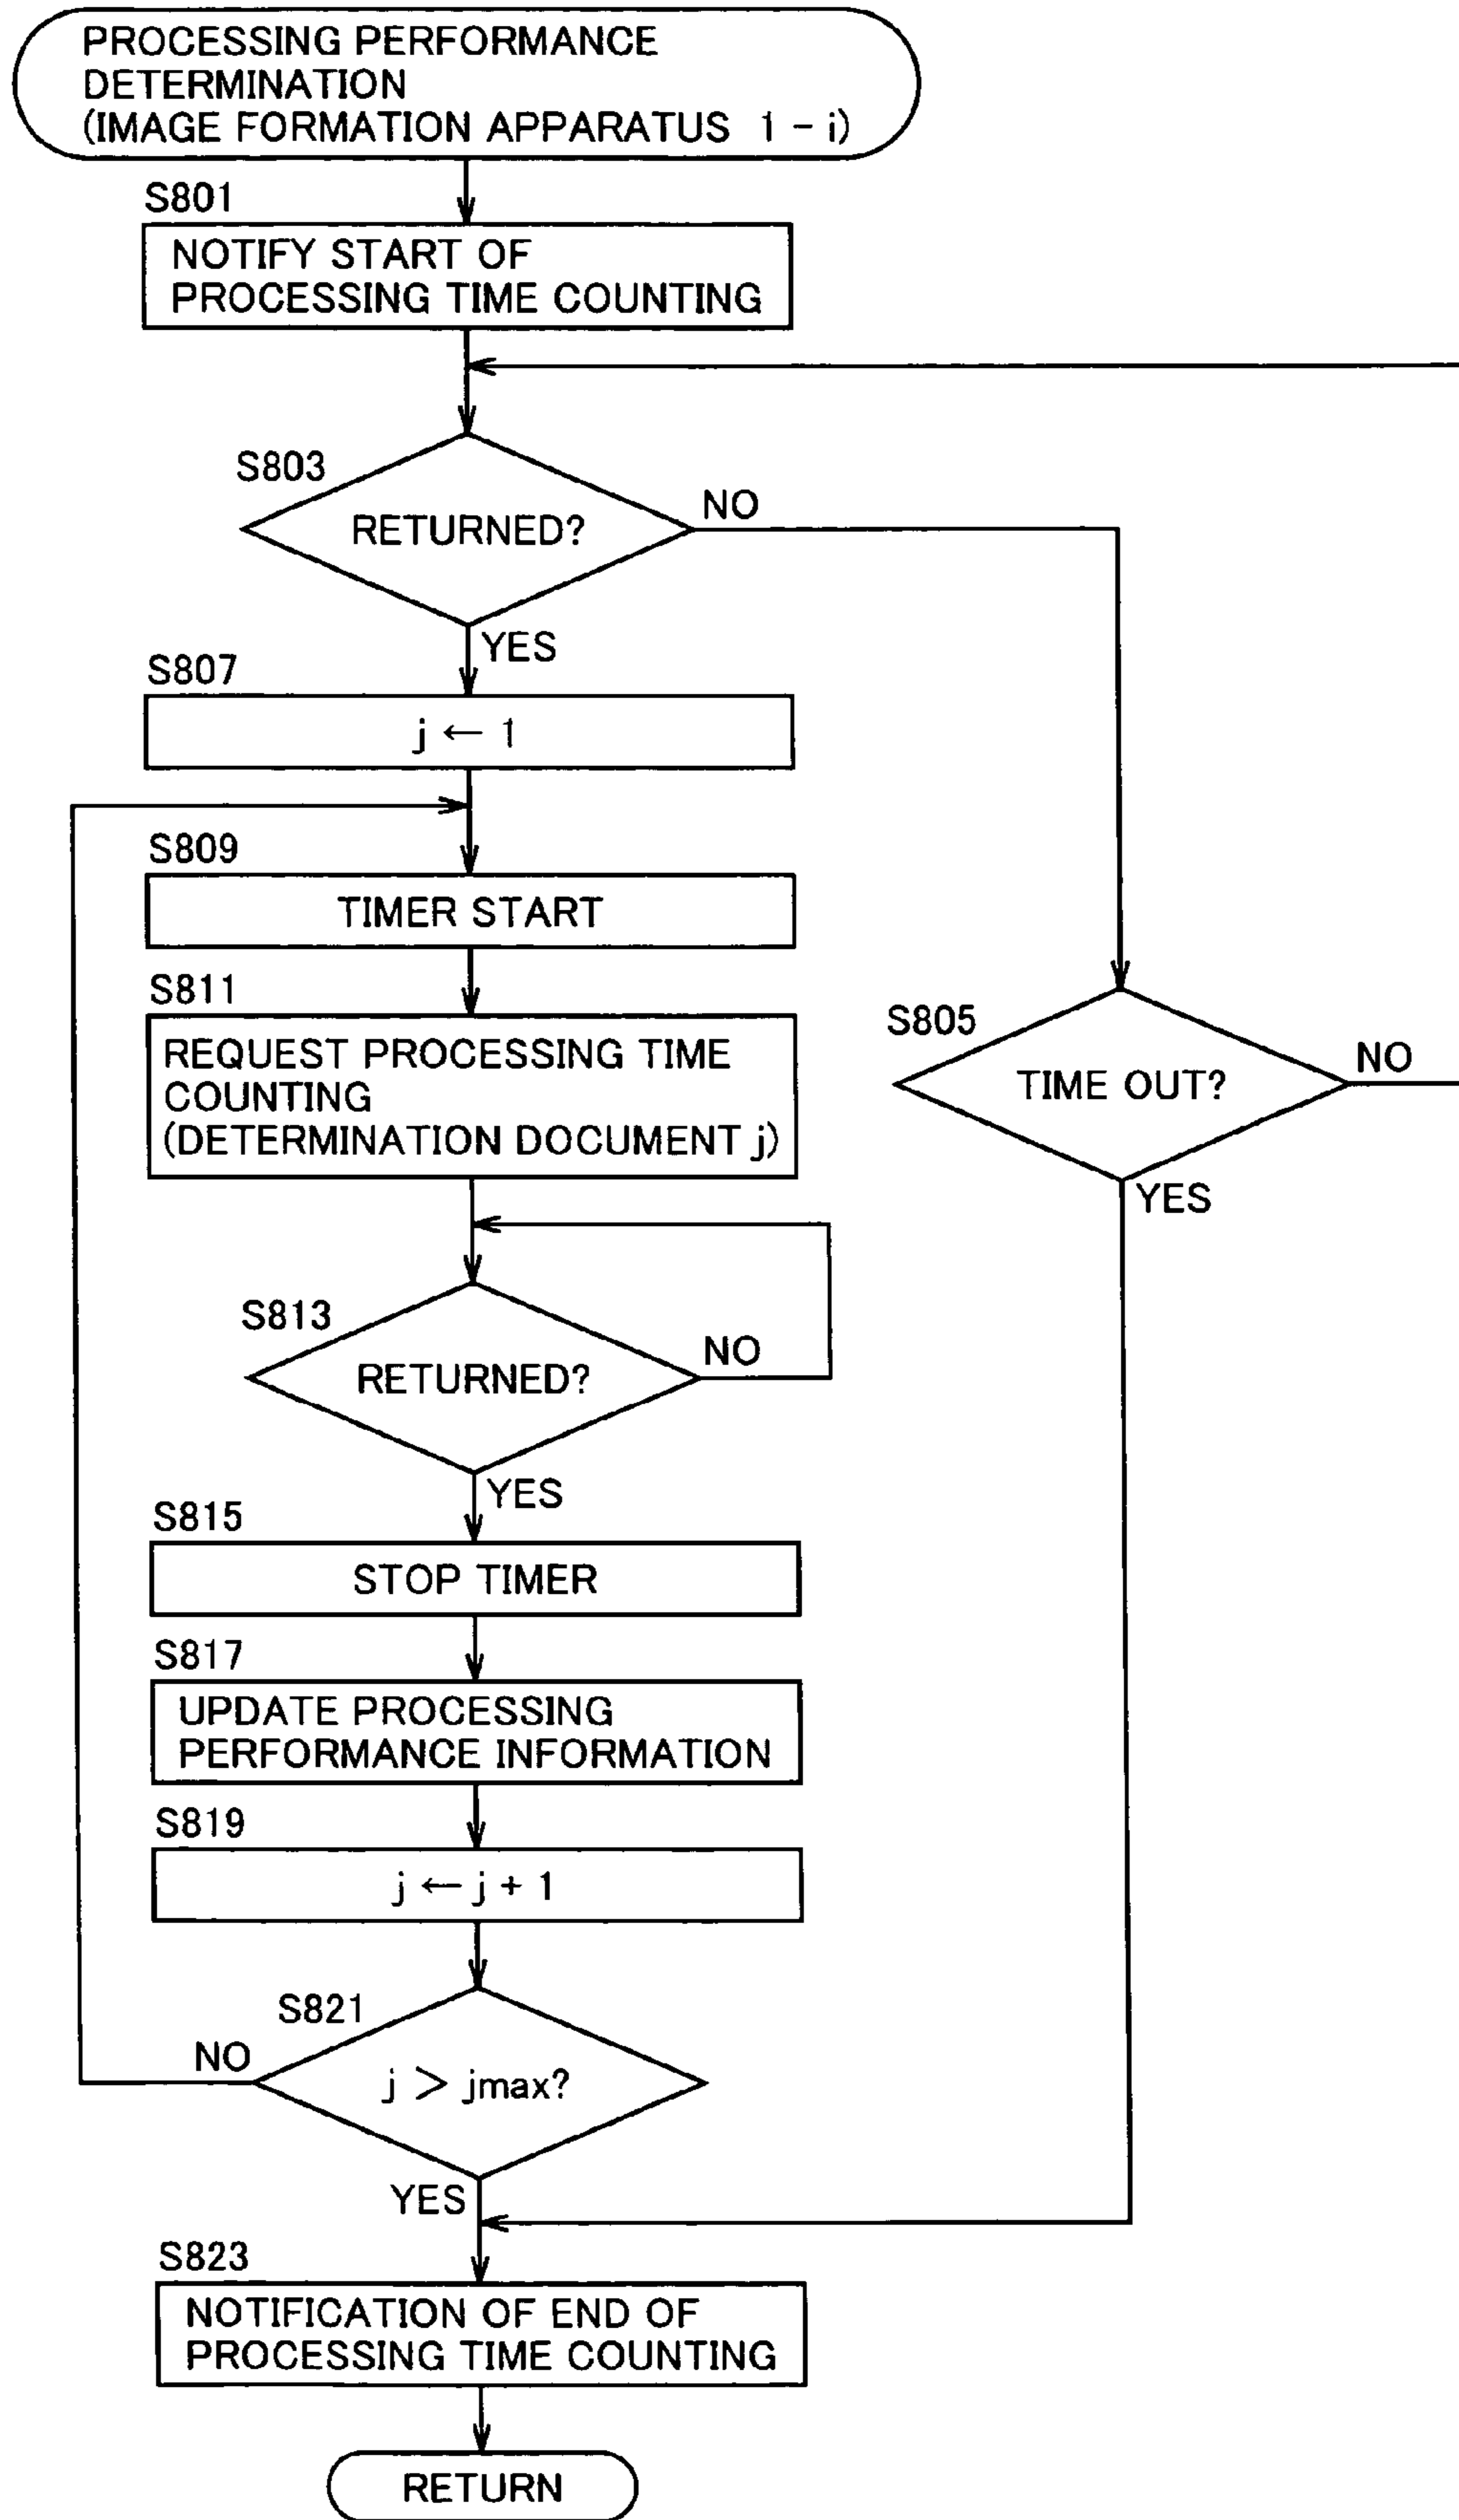 PROCESSING PERFORMANCE
DETERMINATION
(IMAGE FORMATION APPARATUS 1 - i)
S801
NOTIFY START OF
PROCESSING TIME COUNTING
S803
RETURNED?
NO
YES
S807
j ← 1
S809
TIMER START
S811
REQUEST PROCESSING TIME
COUNTING
(DETERMINATION DOCUMENT j)
S805
TIME OUT?
NO
YES
S813
RETURNED?
NO
YES
S815
STOP TIMER
S817
UPDATE PROCESSING
PERFORMANCE INFORMATION
S819
j ← j + 1
S821
NO
j > jmax?
YES
S823
NOTIFICATION OF END OF
PROCESSING TIME COUNTING
RETURN